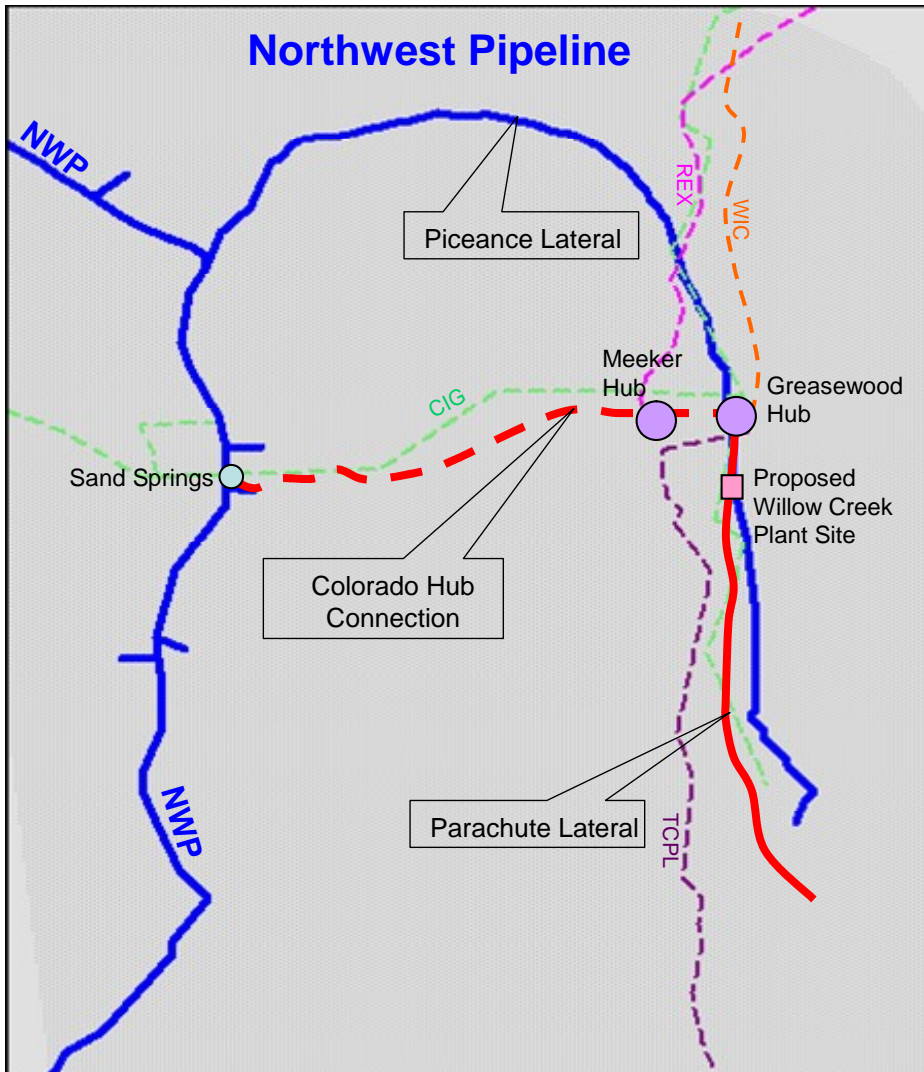 Northwest Pipeline
NWP
REX
WIC
Piceance Lateral
Meeker
Hub
Greasewood
Hub
CIG
Sand Springs
Proposed
Willow Creek
Plant Site
Colorado Hub
Connection
NWP
TCPL
Parachute Lateral